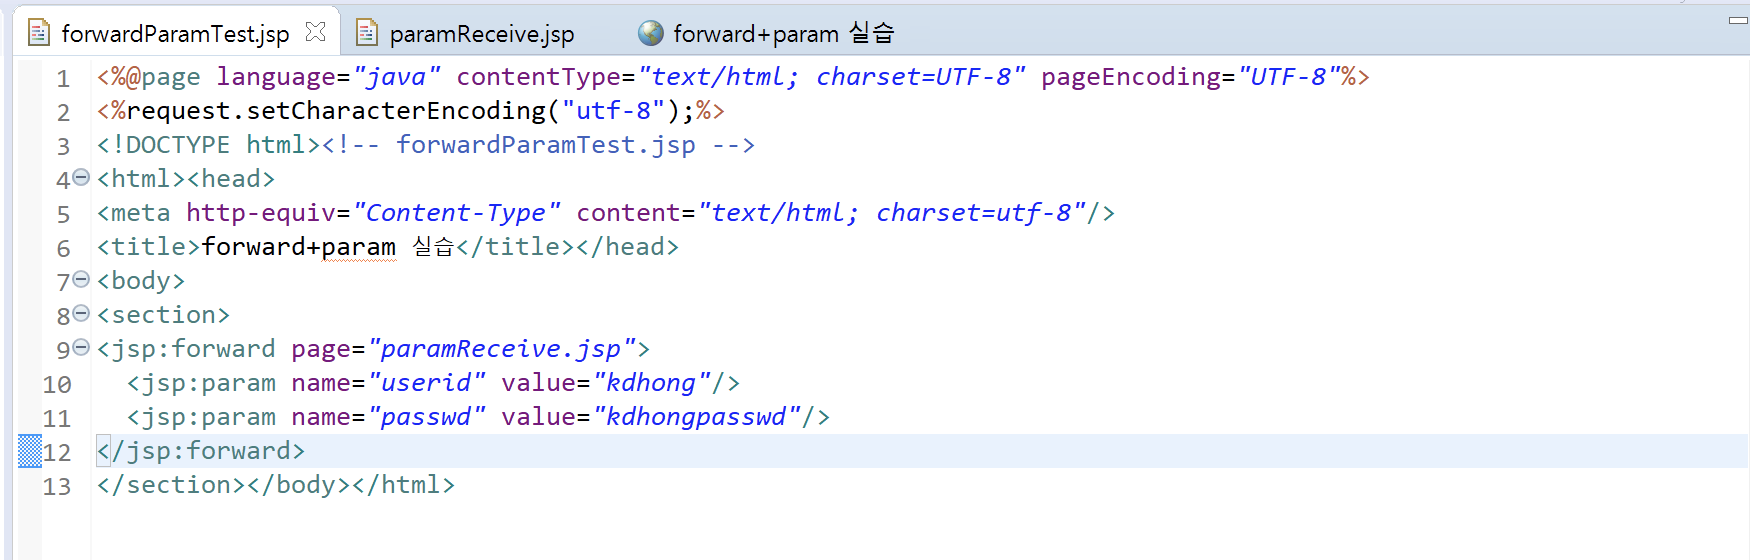 forwardParamTest.jsp paramReceive.jsp forward+param 실습
1 <%@page language="java" contentType="text/html; charset=UTF-8" pageEncoding="UTF-8"%>
2 <%request.setCharacterEncoding("utf-8");%>
3 <!DOCTYPE html><!-- forwardParamTest.jsp -->
4 <html><head>
5 <meta http-equiv="Content-Type" content="text/html; charset=utf-8"/>
6 <title>forward+param 실습</title></head>
7 <body>
8 <section>
9 <jsp:forward page="paramReceive.jsp">
10   <jsp:param name="userid" value="kdhong"/>
11   <jsp:param name="passwd" value="kdhongpasswd"/>
12 </jsp:forward>
13 </section></body></html>